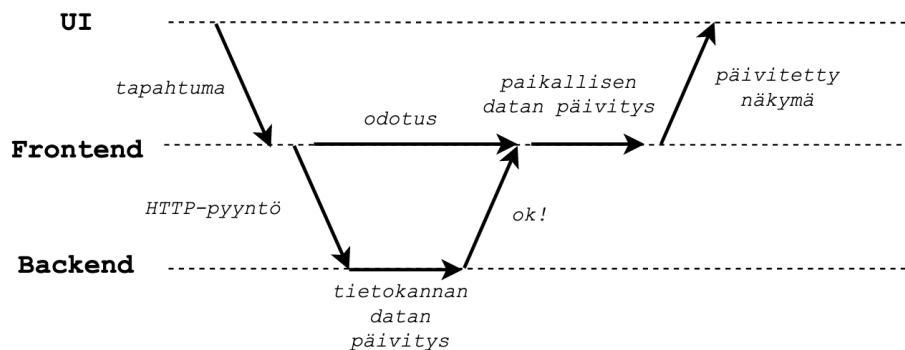 UI
tapahtuma
paikallisen
datan päivitys
päivitetty
näkymä
odotus
Frontend
HTTP-pyyntö
ok!
Backend
tietokannan
datan
päivitys